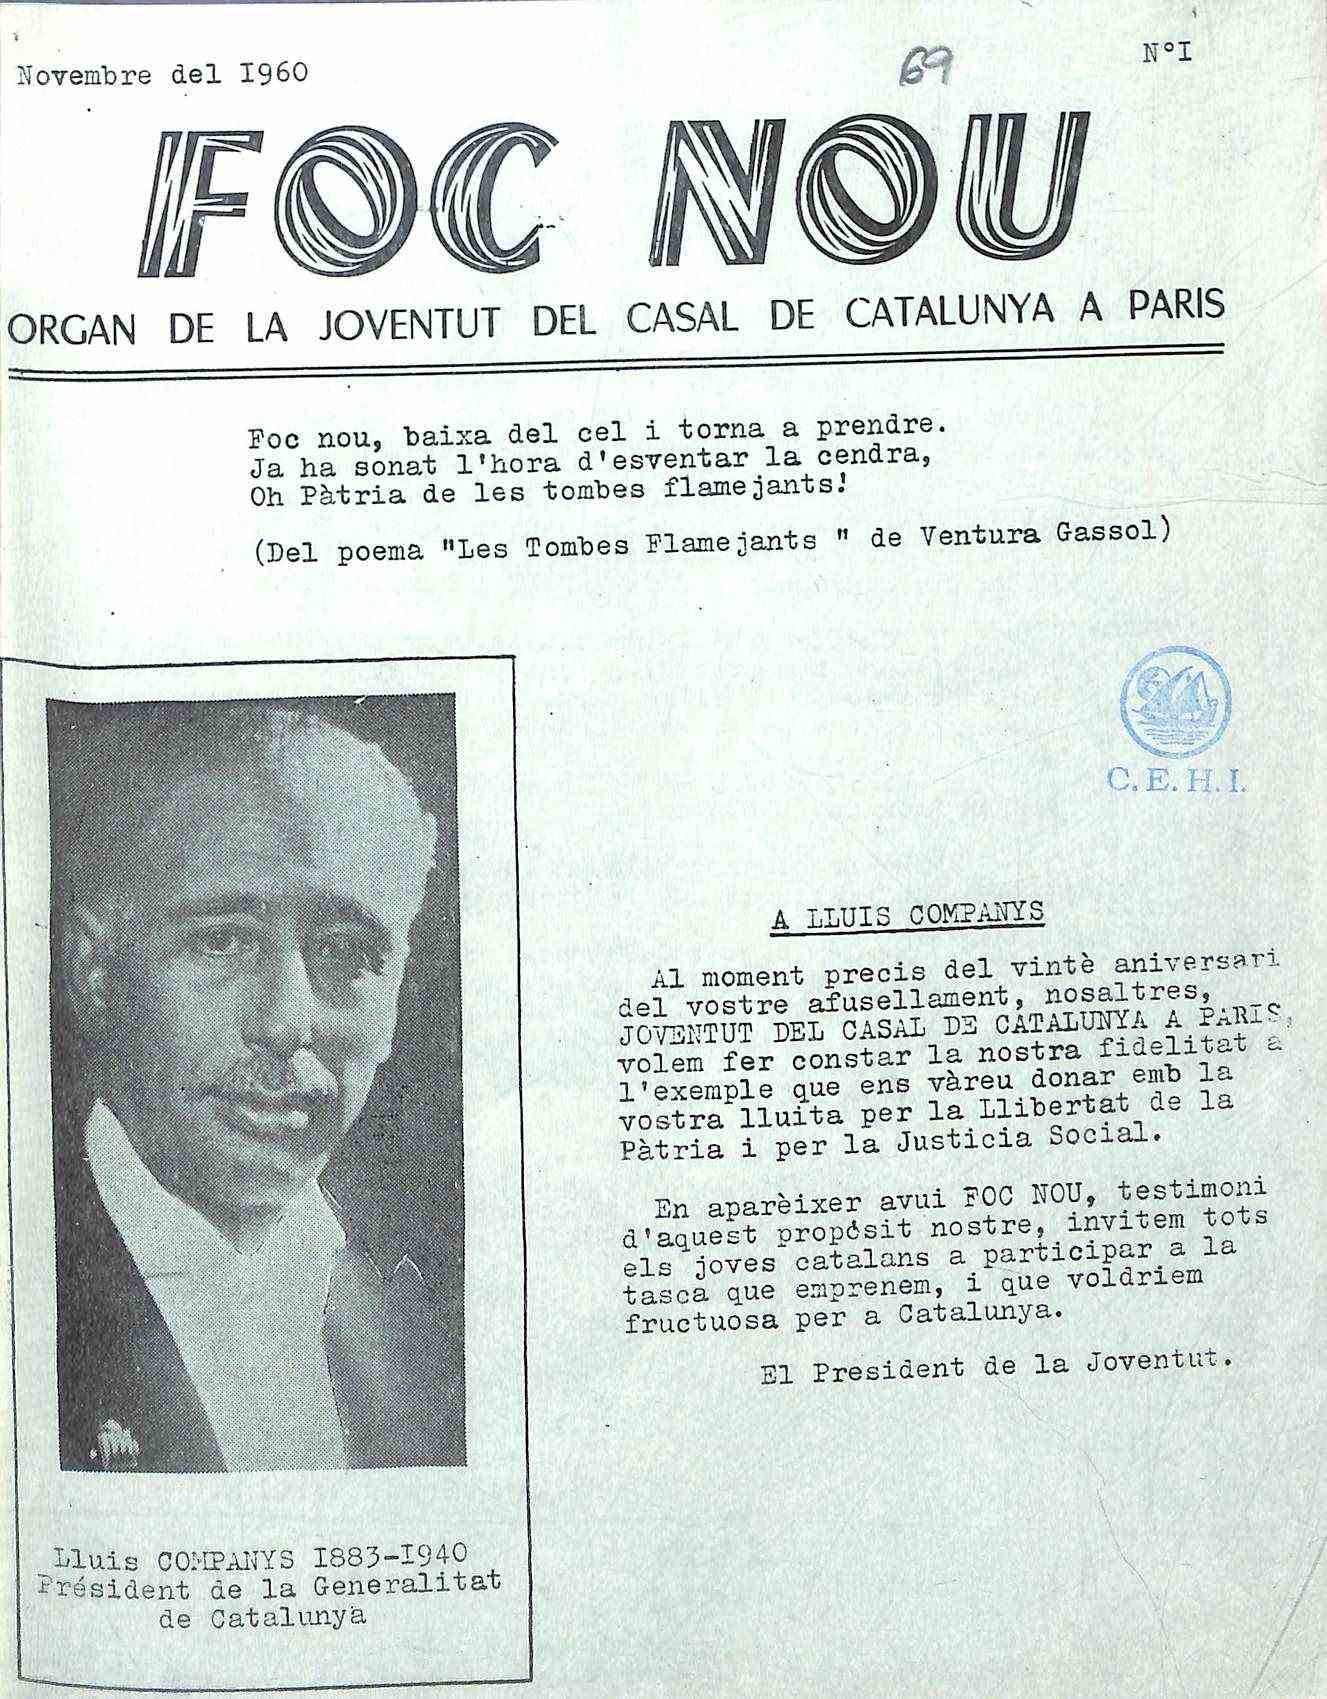 Novembre del I960
69
N°I
FOC NOU
ORGAN DE LA JOVENTUT DEL CASAL DE CATALUNYA A PARIS
Foc nou, baixa del cel i torna a prendre.
Ja ha sonat l'hora d'esventar la cendra,
Oh Pàtria de les tombes flamejants!
(Del poema "Les Tombes Flamejants " de Ventura Gassol)
C.E.H.I.
A LLUIS COMPANYS
Al moment precis del vintè aniversari
del vostre afusellament, nosaltres,
JOVENTUT DEL CASAL DE CATALUNYA A PARIS,
volem fer constar la nostra fidelitat a
l'exemple que ens vàreu donar emb la
vostra lluita per la Llibertat de la
Pàtria i per la Justicia Social.
En aparèixer avui FOC NOU, testimoni
d'aquest propósit nostre, invitem tots
els joves catalans a participar a la
tasca que emprenem, i que voldriem
fructuosa per a Catalunya.
El President de la Joventut.
Lluis COMPANYS I883-I940
Président de la Generalitat
de Catalunya